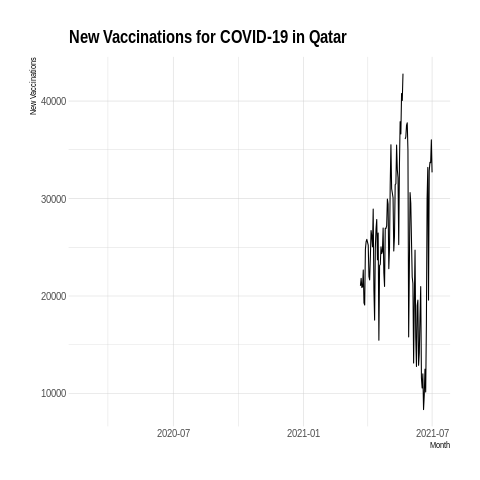 New Vaccinations for COVID-19 in Qatar
New Vaccinations
40000
30000
20000
10000
2020-07
2021-01
2021-07
Month